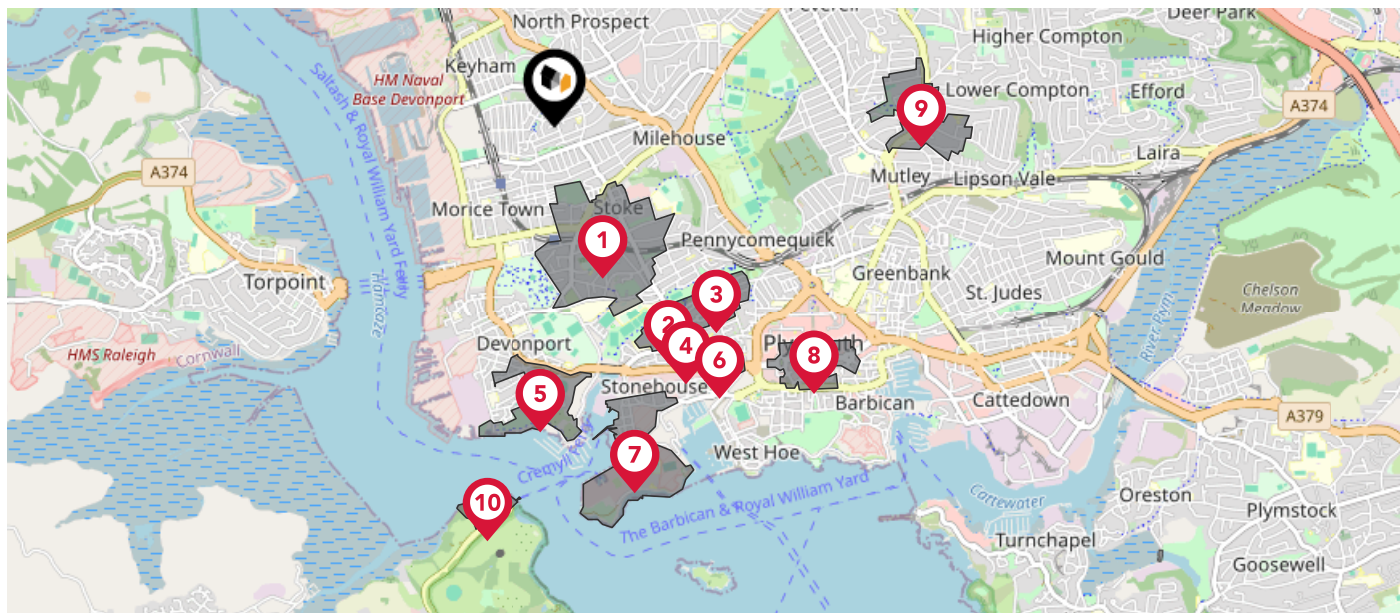 Peverell
Deer Park
North Prospect
Higher Compton
Keyham
HM Naval
Base Devonport
Lower Compton
Efford
A374
9
Milehouse
Saltash & Royal William Yard Ferry
Laira
A374
Mutley
Lipson Vale
Morice Town
Stoke
1
Pennycomequick
Mount Gould
Greenbank
Torpoint
Hamoaze
3
St. Judes
Chelson
Meadow
2
River Plym
Devonport
4
Plymouth
HMS Raleigh
Cornwall
6
8
Stonehouse
5
Cattedown
Barbican
A379
7
West Hoe
Cremyll Ferry
Cattewater
Oreston
10
The Barbican & Royal William Yard
Plymstock
Turnchapel
Goosewell